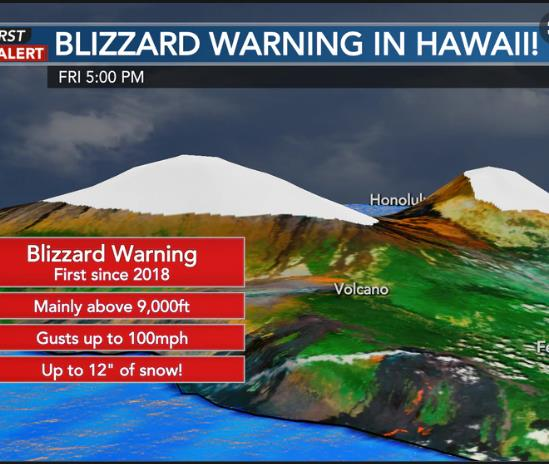 ALERT
BLIZZARD WARNING IN HAWAII!
FRI 5:00 PM
Blizzard Warning
First since 2018
Mainly above 9,000ft
Gusts up to 100mph
Up to 12" of snow!
Volcano